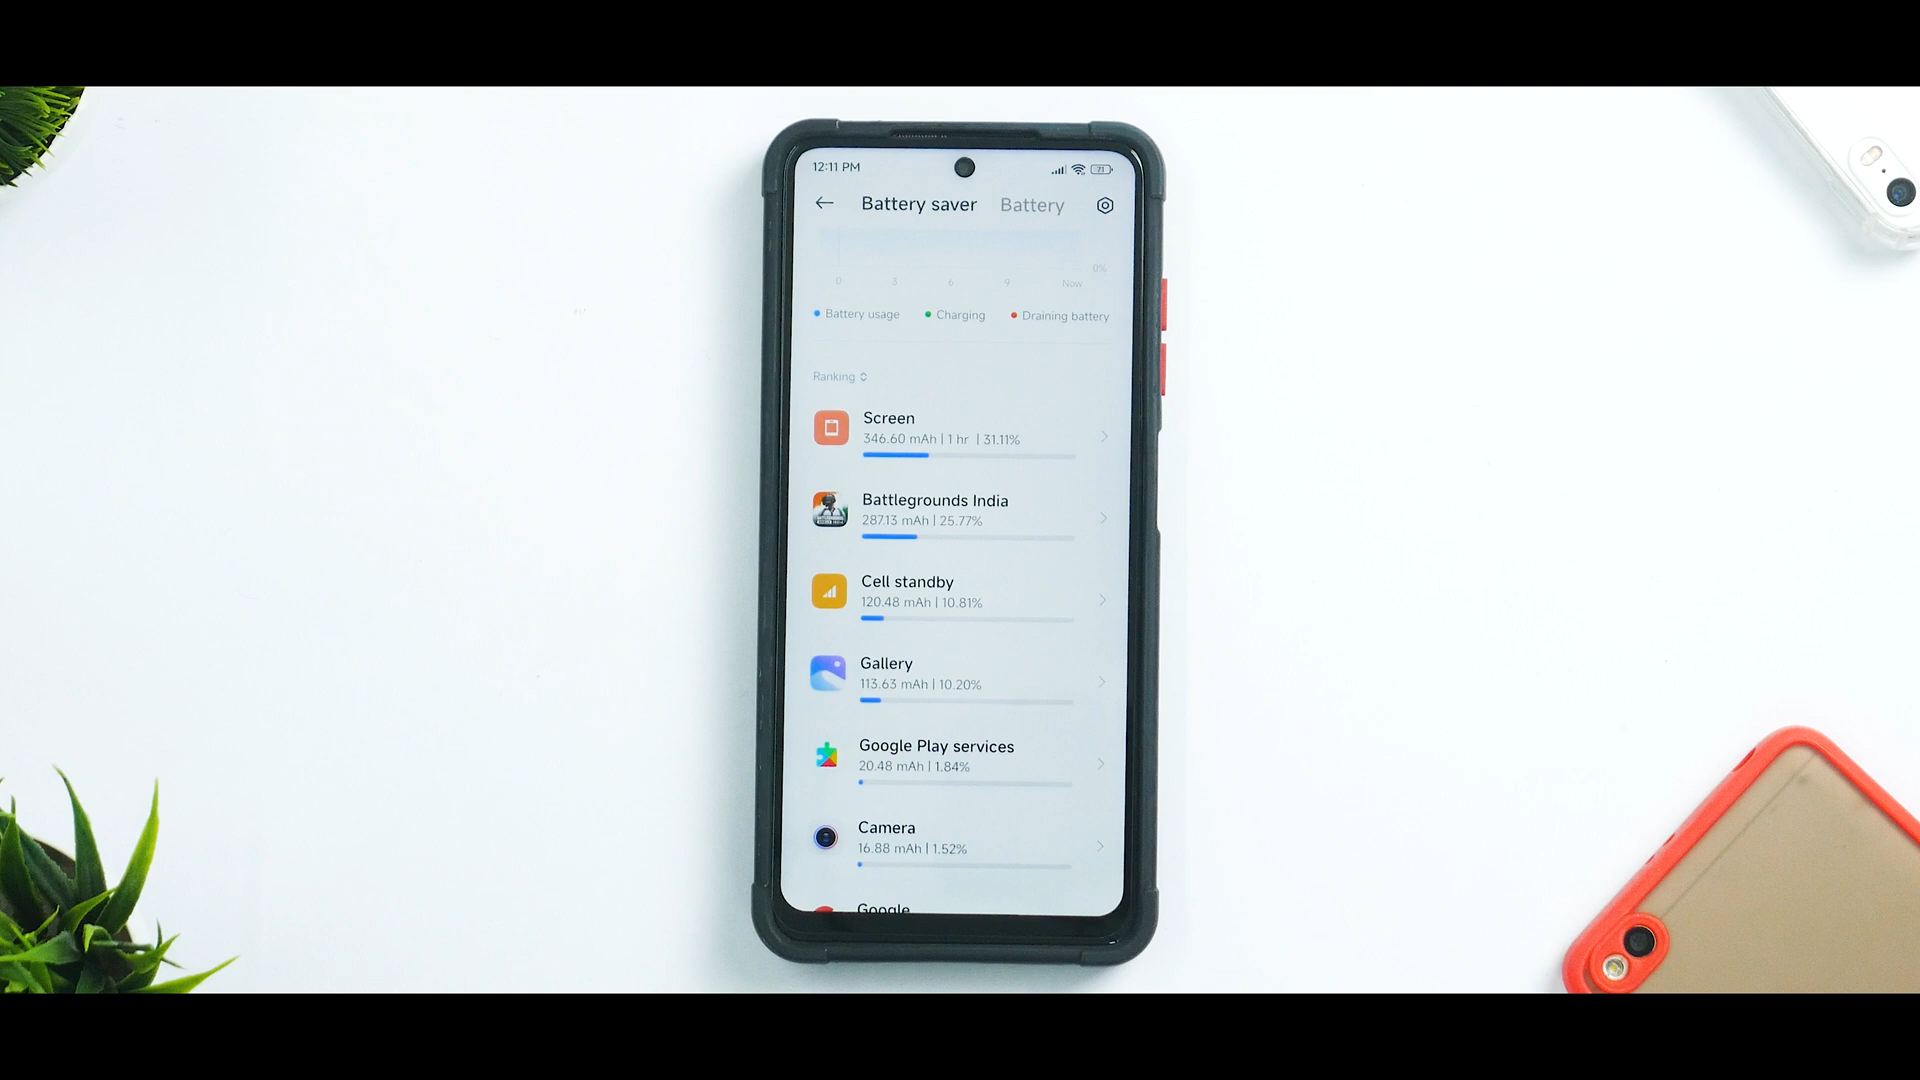 12:11 PM
71
Battery saver Battery
0%
0 3 6 9 Now
Battery usage Charging Draining battery
Ranking
Screen
346.60 mAh | 1 hr | 31.11%
Battlegrounds India
287.13 mAh | 25.77%
Cell standby
120.48 mAh | 10.81%
Gallery
113.63 mAh | 10.20%
Google Play services
20.48 mAh | 1.84%
Camera
16.88 mAh | 1.52%
Google